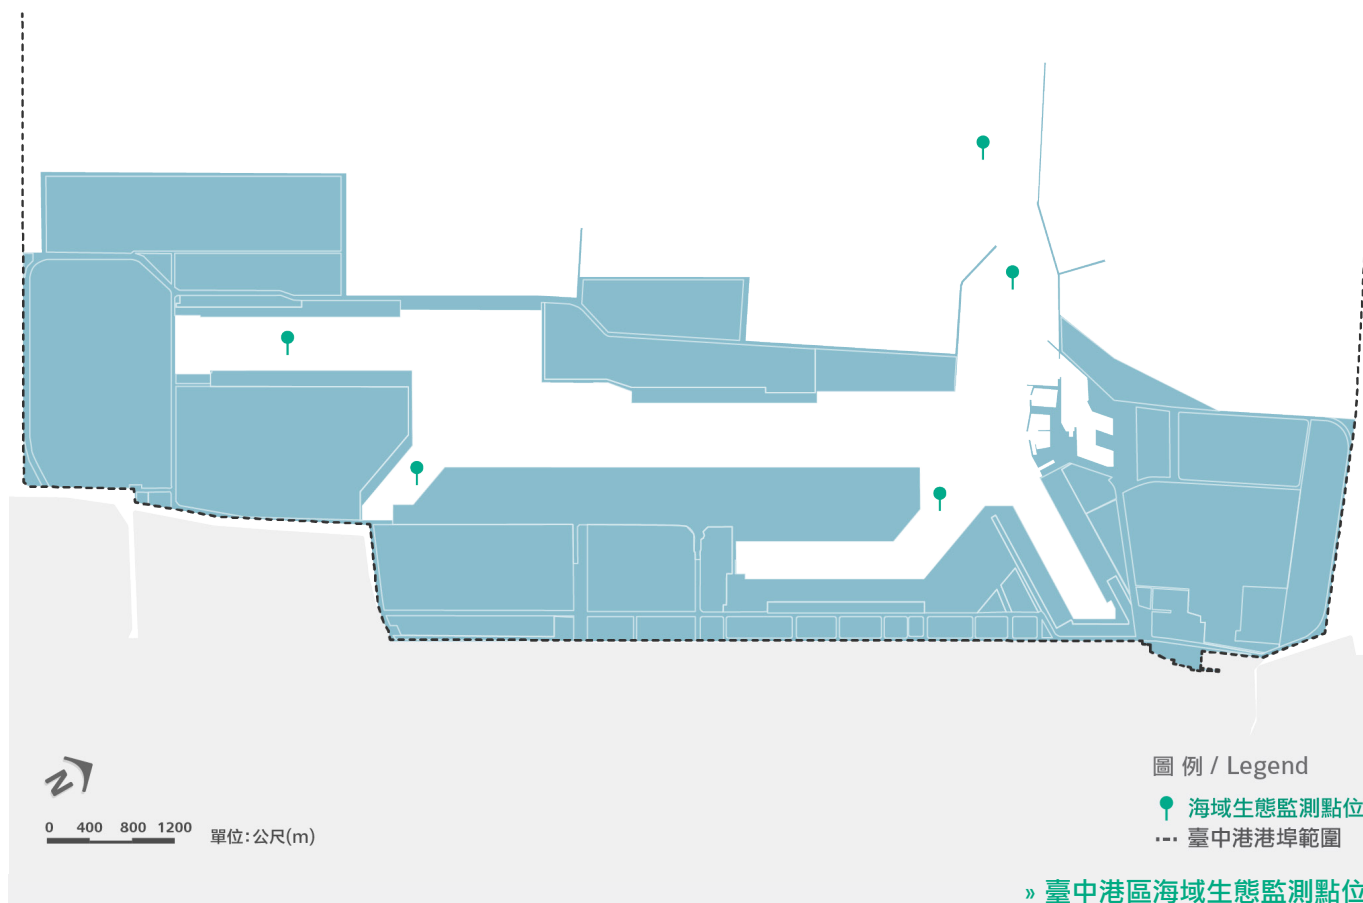 N
0 400 800 1200
單位:公尺(m)
圖 例 / Legend
海域生態監測點位
臺中港港埠範圍
» 臺中港區海域生態監測點位